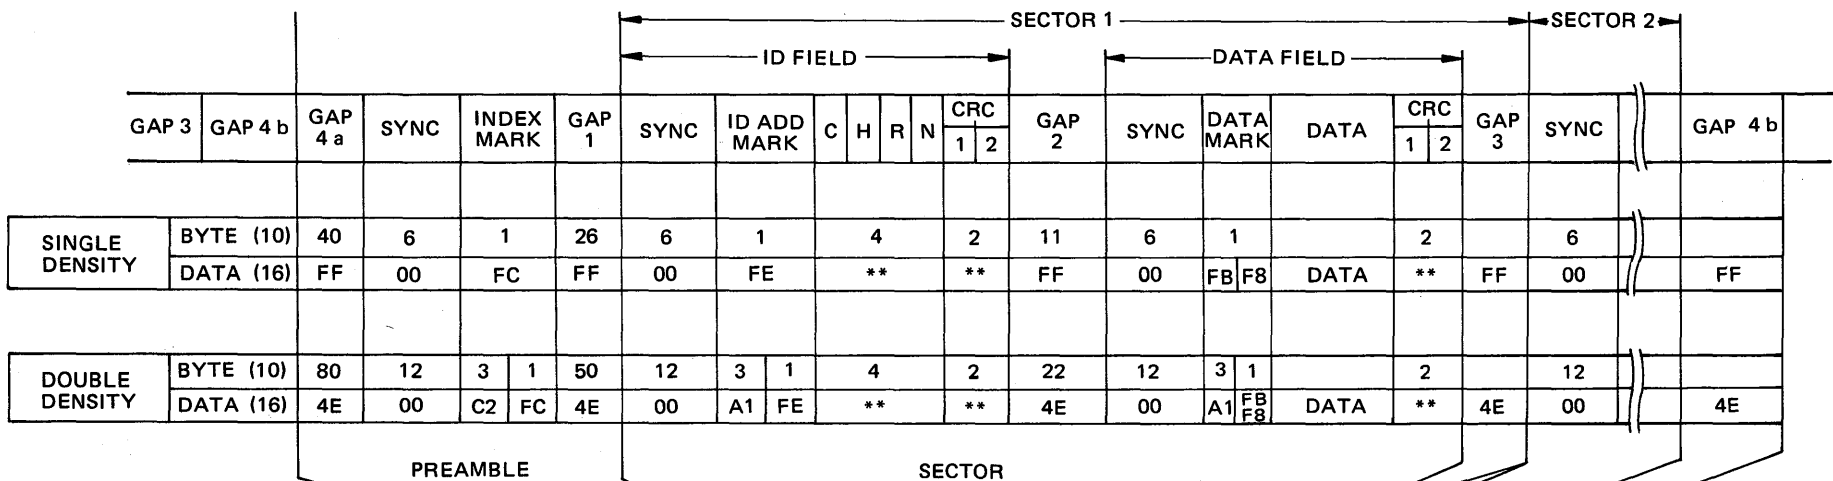 SECTOR 1 SECTOR 2
ID FIELD DATA FIELD
GAP 3 GAP 4 b GAP 4 a SYNC INDEX MARK GAP 1 SYNC ID ADD MARK C H R N CRC 1 2 GAP 2 SYNC DATA MARK DATA CRC 1 2 GAP 3 SYNC GAP 4 b
SINGLE DENSITY
BYTE (10) 40 6 1 26 6 1 4 2 11 6 1 2 6
DATA (16) FF 00 FC FF 00 FE ** ** FF 00 FB F8 DATA ** FF 00 FF
DOUBLE DENSITY
BYTE (10) 80 12 3 1 50 12 3 1 4 2 22 12 3 1 2 12
DATA (16) 4E 00 C2 FC 4E 00 A1 FE ** ** 4E 00 A1 FB F8 DATA ** 4E 00 4E
PREAMBLE SECTOR